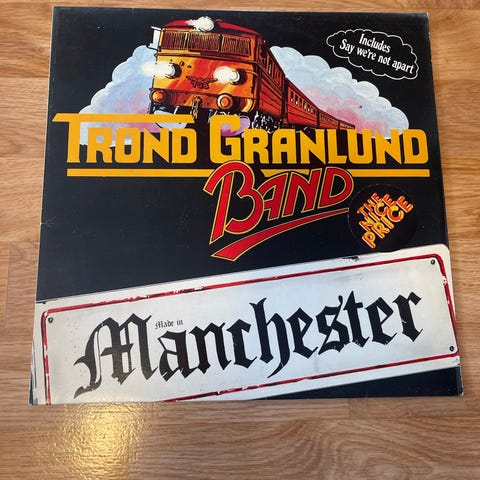 Includes
Say we're not apart
TROND GRANLUND
BAND
THE
NICE
PRICE
Made in
Manchester